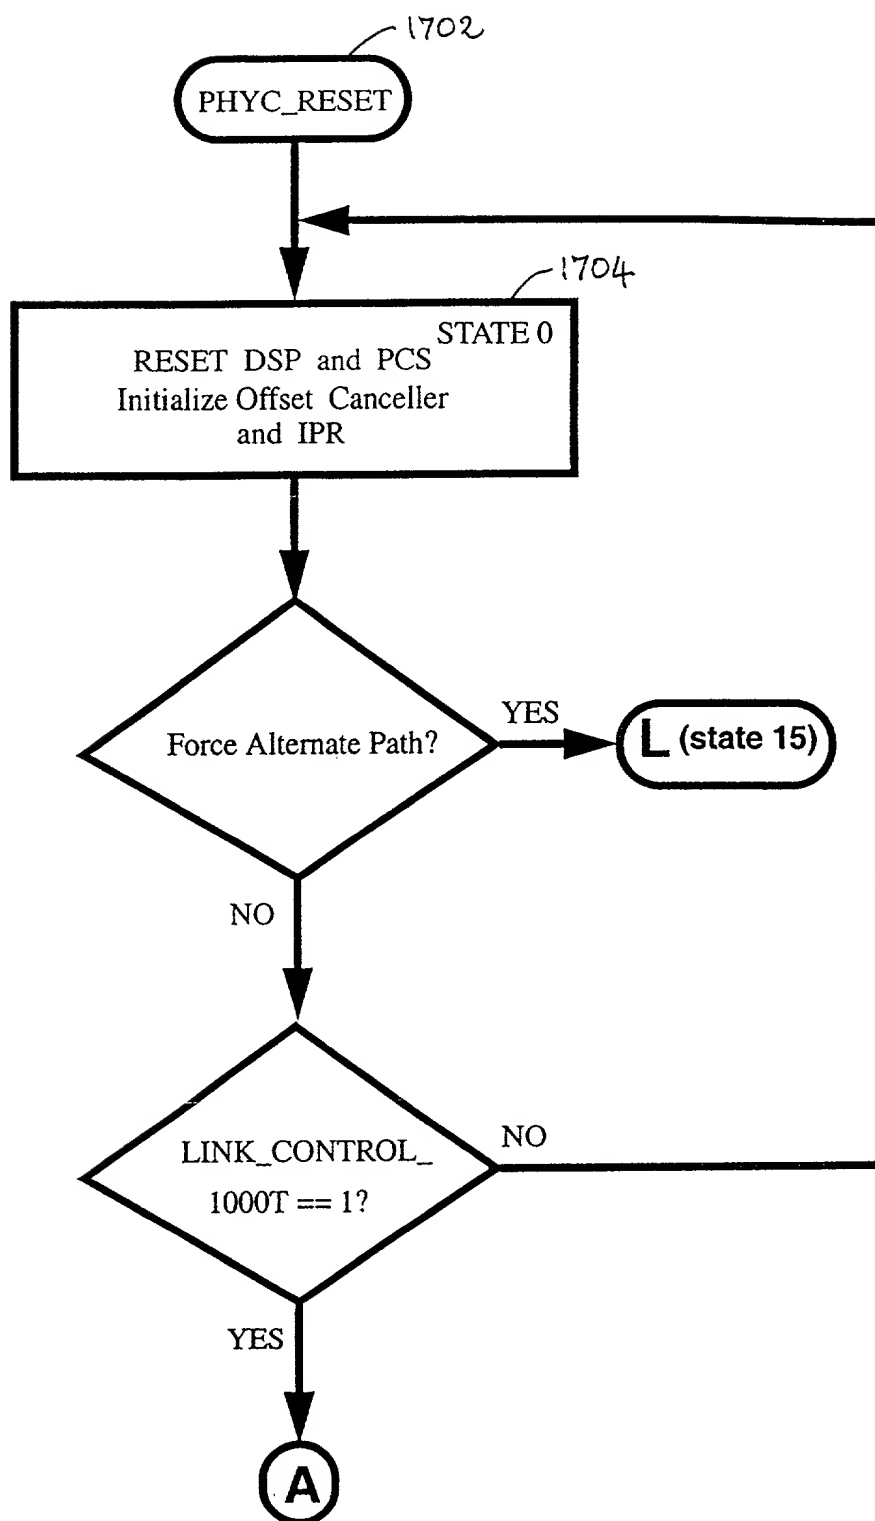 1702
PHYC_RESET
1704
STATE 0
RESET DSP and PCS
Initialize Offset Canceller
and IPR
Force Alternate Path?
YES
L (state 15)
NO
LINK_CONTROL_
1000T == 1?
NO
YES
A